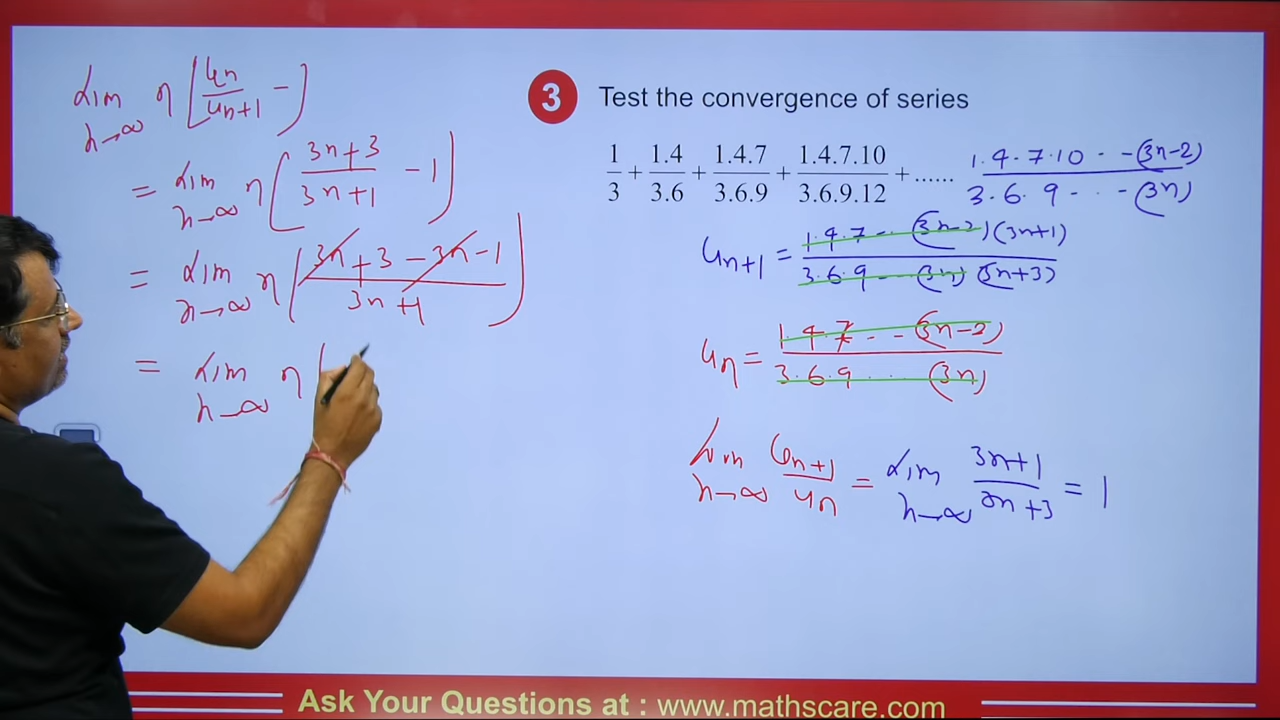 Lim n→∞ n [ un / un+1 - )
= Lim n→∞ n [ 3n+3 / 3n+1 - 1 )
= Lim n→∞ n ( 3n + 3 - 3n - 1 / 3n + 1 )
= Lim n→∞ n (
3 Test the convergence of series
1/3 + 1.4/3.6 + 1.4.7/3.6.9 + 1.4.7.10/3.6.9.12 + ...... 1.4.7.10 - - - (3n-2) / 3.6.9 - - - (3n)
un+1 = 1.4.7 - - (3n-2)(3n+1) / 3.6.9 - - (3n) (3n+3)
un = 1.4.7 - - - (3n-2) / 3.6.9 . . . . (3n)
Lim n→∞ un+1 / un = Lim n→∞ 3n+1 / 3n+3 = 1
Ask Your Questions at : www.mathscare.com